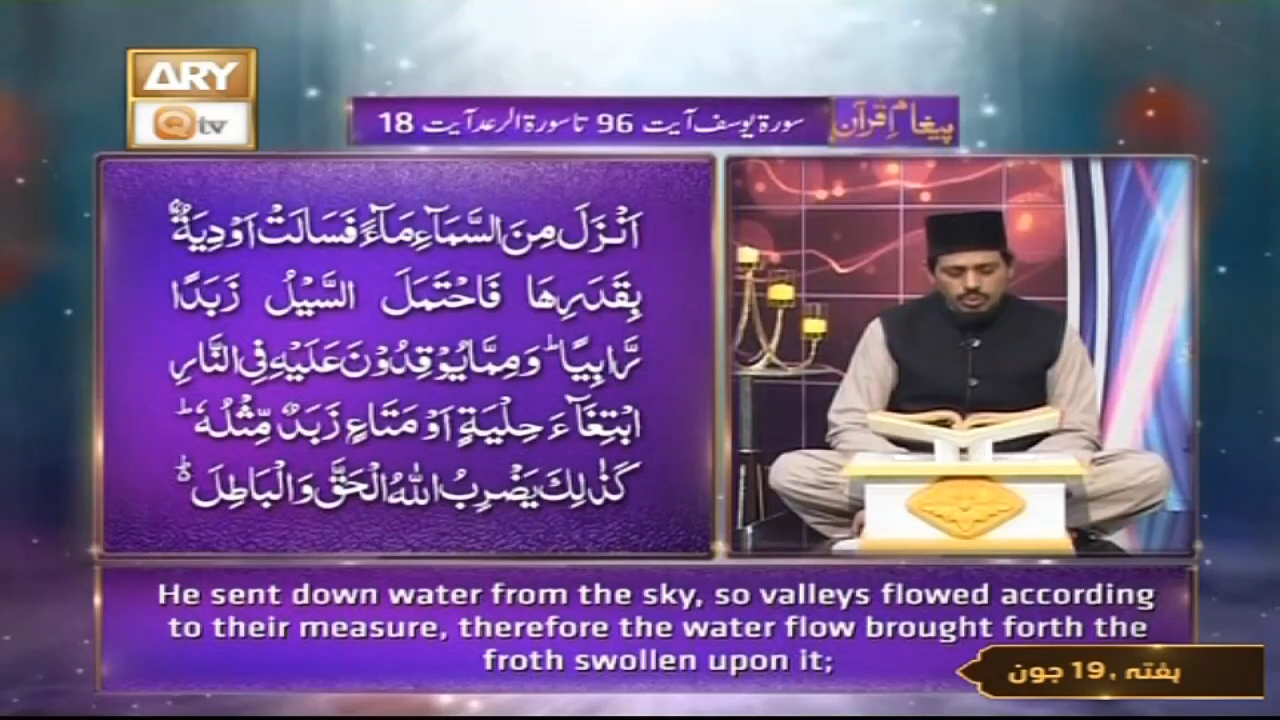 ARY
Qtv
پیغامِ قرآن
سورۃ یوسف آیت 96 تا سورۃ الرعد آیت 18
اَنْزَلَ مِنَ السَّمَآءِ مَآءً فَسَالَتْ اَوْدِیَۃٌۢ
بِقَدَرِهَا فَاحْتَمَلَ السَّیْلُ زَبَدًا
رَّابِیًا ؕ وَمِمَّا یُوْقِدُوْنَ عَلَیْهِ فِی النَّارِ
ابْتِغَآءَ حِلْیَةٍ اَوْ مَتَاعٍ زَبَدٌ مِّثْلُهٗ ؕ
كَذٰلِكَ یَضْرِبُ اللّٰهُ الْحَقَّ وَالْبَاطِلَ ۬ؕ
He sent down water from the sky, so valleys flowed according
to their measure, therefore the water flow brought forth the
froth swollen upon it;
ہفتہ ، 19 جون